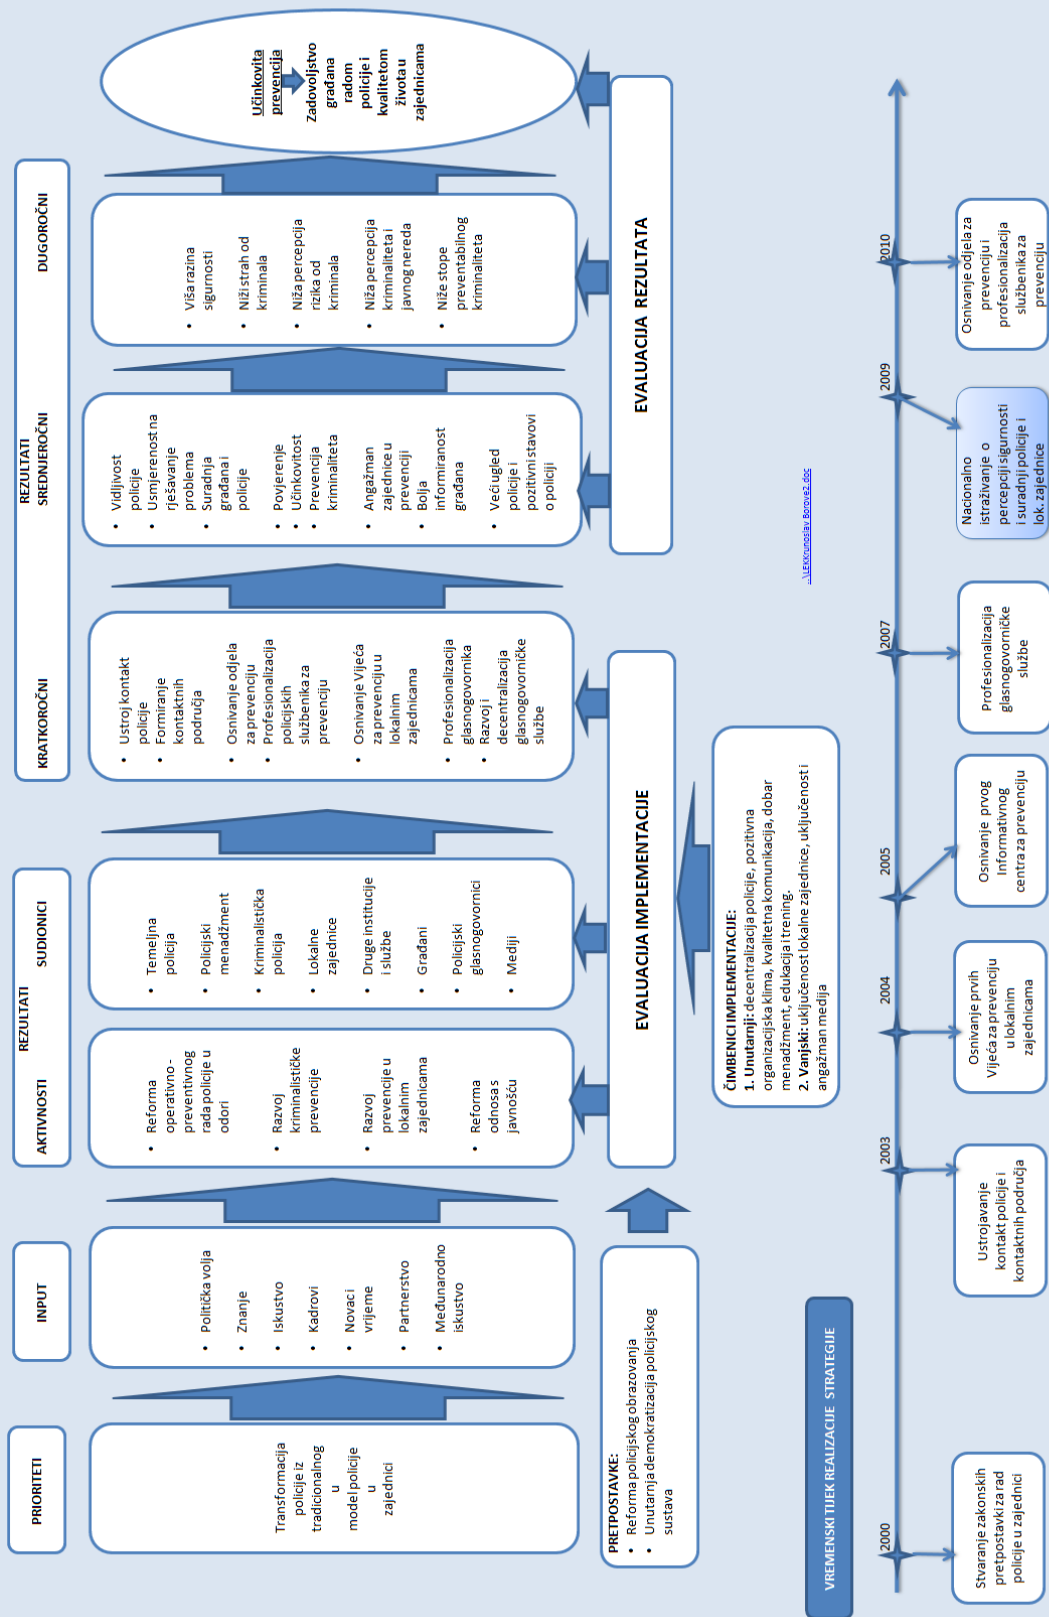 PRIORITETI
INPUT
REZULTATI
AKTIVNOSTI
SUDIONICI
REZULTATI
KRATKOROČNI
SREDNJEROČNI
DUGOROČNI
Transformacija
policije iz
tradicionalnog
u
model policije
u
zajednici
• Politička volja
• Znanje
• Iskustvo
• Kadrovi
• Novac i
vrijeme
• Partnerstvo
• Međunarodno
iskustvo
• Reforma
operativno-
preventivnog
rada policije u
odori
• Razvoj
kriminalističke
prevencije
• Razvoj
prevencije u
lokalnim
zajednicama
• Reforma
odnosa s
javnošću
• Temeljna
policija
• Policijski
menadžment
• Kriminalistička
policija
• Lokalne
zajednice
• Druge institucije
i službe
• Građani
• Policijski
glasnogovornici
• Mediji
• Ustroj kontakt
policije
• Formiranje
kontaktnih
područja
• Osnivanje odjela
za prevenciju
• Profesionalizacija
policijskih
službenika za
prevenciju
• Osnivanje Vijeća
za prevenciju u
lokalnim
zajednicama
• Profesionalizacija
glasnogovornika
• Razvoj i
decentralizacija
glasnogovorničke
službe
• Vidljivost
policije
• Usmjerenost na
rješavanje
problema
• Suradnja
građana i
policije
• Povjerenje
• Učinkovitost
• Prevencija
kriminaliteta
• Angažman
zajednice u
prevenciji
• Bolja
informiranost
građana
• Veći ugled
policije i
pozitivni stavovi
o policiji
• Viša razina
sigurnosti
• Niži strah od
kriminala
• Niža percepcija
rizika od
kriminala
• Niža percepcija
kriminaliteta i
javnog nereda
• Niže stope
preventabilnog
kriminaliteta
Učinkovita
prevencija
Zadovoljstvo
građana
radom
policije i
kvalitetom
života u
zajednicama
PRETPOSTAVKE:
• Reforma policijskog obrazovanja
• Unutarnja demokratizacija policijskog
sustava
EVALUACIJA IMPLEMENTACIJE
EVALUACIJA REZULTATA
ČIMBENICI IMPLEMENTACIJE:
1. Unutarnji: decentralizacija policije, pozitivna
organizacijska klima, kvalitetna komunikacija, dobar
menadžment, edukacija i trening.
2. Vanjski: uključenost lokalne zajednice, uključenost i
angažman medija
..\LEKKrunoslav Borovec2.doc
VREMENSKI TIJEK REALIZACIJE STRATEGIJE
2000
2003
2004
2005
2007
2009
2010
Stvaranje zakonskih
pretpostavki za rad
policije u zajednici
Ustrojavanje
kontakt policije i
kontaktnih područja
Osnivanje prvih
Vijeća za prevenciju
u lokalnim
zajednicama
Osnivanje prvog
Informativnog
centra za prevenciju
Profesionalizacija
glasnogovorničke
službe
Nacionalno
istraživanje o
percepciji sigurnosti
i suradnji policije i
lok. zajednice
Osnivanje odjela za
prevenciju i
profesionalizacija
službenika za
prevenciju